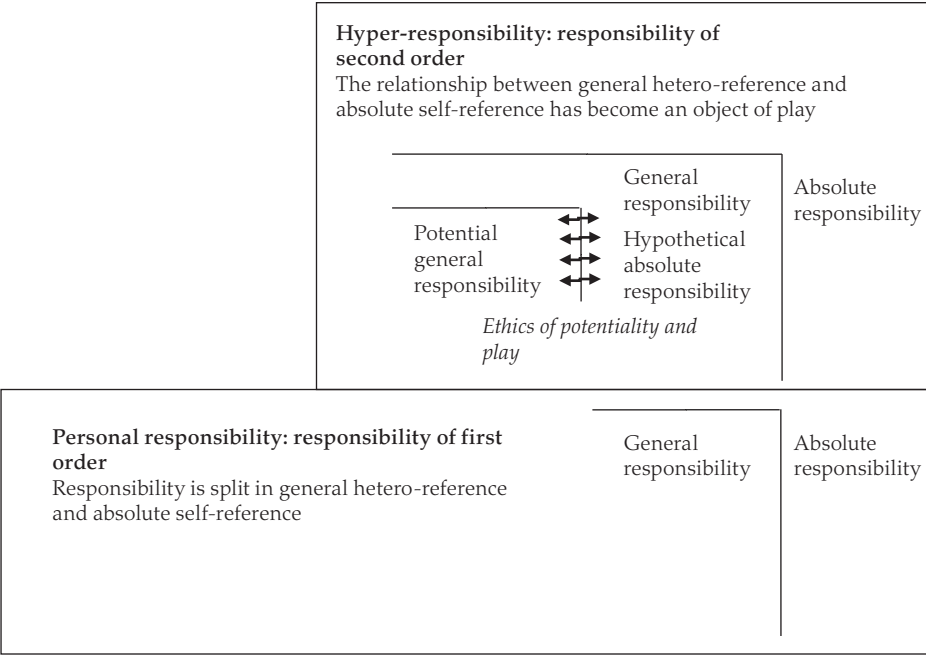 Hyper-responsibility: responsibility of
second order
The relationship between general hetero-reference and
absolute self-reference has become an object of play
General
responsibility
Absolute
responsibility
Potential
general
responsibility
Hypothetical
absolute
responsibility
Ethics of potentiality and
play
Personal responsibility: responsibility of first
order
Responsibility is split in general hetero-reference
and absolute self-reference
General
responsibility
Absolute
responsibility